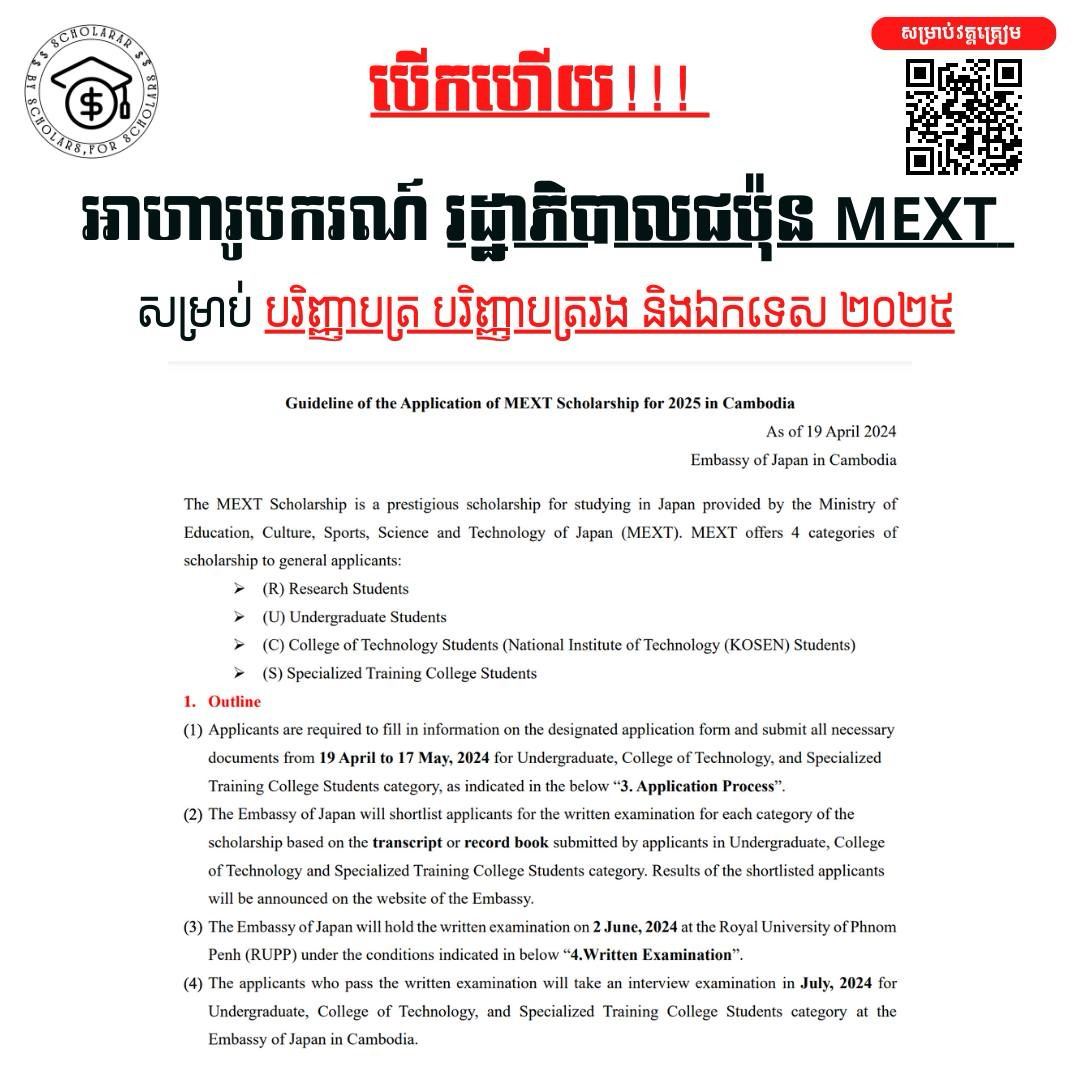 $$ SCHOLARAR $$ BY SCHOLARS,FOR SCHOLARS
$
សម្រាប់វគ្គត្រៀម
បើកហើយ!!!
អាហារូបករណ៍ រដ្ឋាភិបាលជប៉ុន MEXT
សម្រាប់ បរិញ្ញាបត្រ បរិញ្ញាបត្ររង និងឯកទេស ២០២៥
Guideline of the Application of MEXT Scholarship for 2025 in Cambodia
As of 19 April 2024
Embassy of Japan in Cambodia
The MEXT Scholarship is a prestigious scholarship for studying in Japan provided by the Ministry of
Education, Culture, Sports, Science and Technology of Japan (MEXT). MEXT offers 4 categories of
scholarship to general applicants:
➢ (R) Research Students
➢ (U) Undergraduate Students
➢ (C) College of Technology Students (National Institute of Technology (KOSEN) Students)
➢ (S) Specialized Training College Students
1. Outline
(1) Applicants are required to fill in information on the designated application form and submit all necessary
documents from 19 April to 17 May, 2024 for Undergraduate, College of Technology, and Specialized
Training College Students category, as indicated in the below “3. Application Process”.
(2) The Embassy of Japan will shortlist applicants for the written examination for each category of the
scholarship based on the transcript or record book submitted by applicants in Undergraduate, College
of Technology and Specialized Training College Students category. Results of the shortlisted applicants
will be announced on the website of the Embassy.
(3) The Embassy of Japan will hold the written examination on 2 June, 2024 at the Royal University of Phnom
Penh (RUPP) under the conditions indicated in below “4.Written Examination”.
(4) The applicants who pass the written examination will take an interview examination in July, 2024 for
Undergraduate, College of Technology, and Specialized Training College Students category at the
Embassy of Japan in Cambodia.